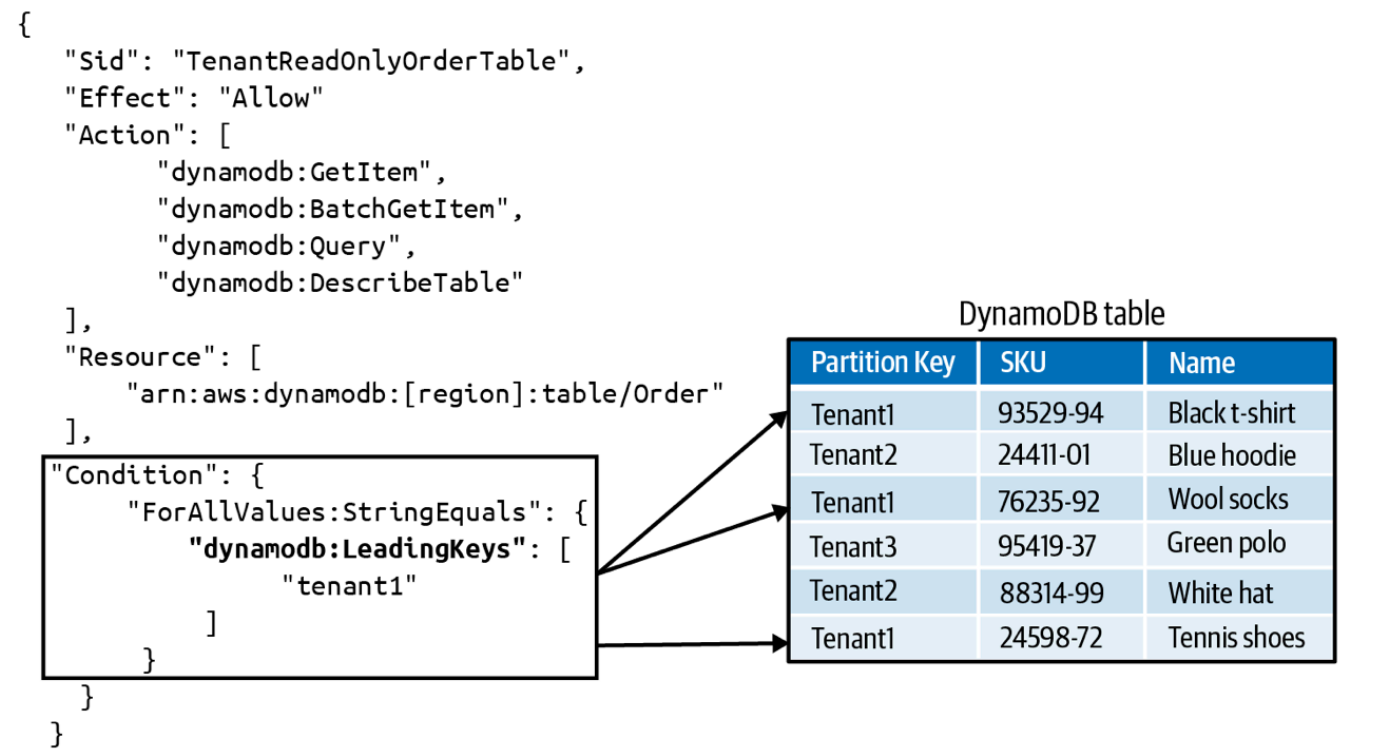 {
"Sid": "TenantReadOnlyOrderTable",
"Effect": "Allow"
"Action": [
"dynamodb:GetItem",
"dynamodb:BatchGetItem",
"dynamodb:Query",
"dynamodb:DescribeTable"
],
"Resource": [
"arn:aws:dynamodb:[region]:table/Order"
],
"Condition": {
"ForAllValues:StringEquals": {
"dynamodb:LeadingKeys": [
"tenant1"
]
}
}
}
DynamoDB table
Partition Key SKU Name
Tenant1 93529-94 Black t-shirt
Tenant2 24411-01 Blue hoodie
Tenant1 76235-92 Wool socks
Tenant3 95419-37 Green polo
Tenant2 88314-99 White hat
Tenant1 24598-72 Tennis shoes